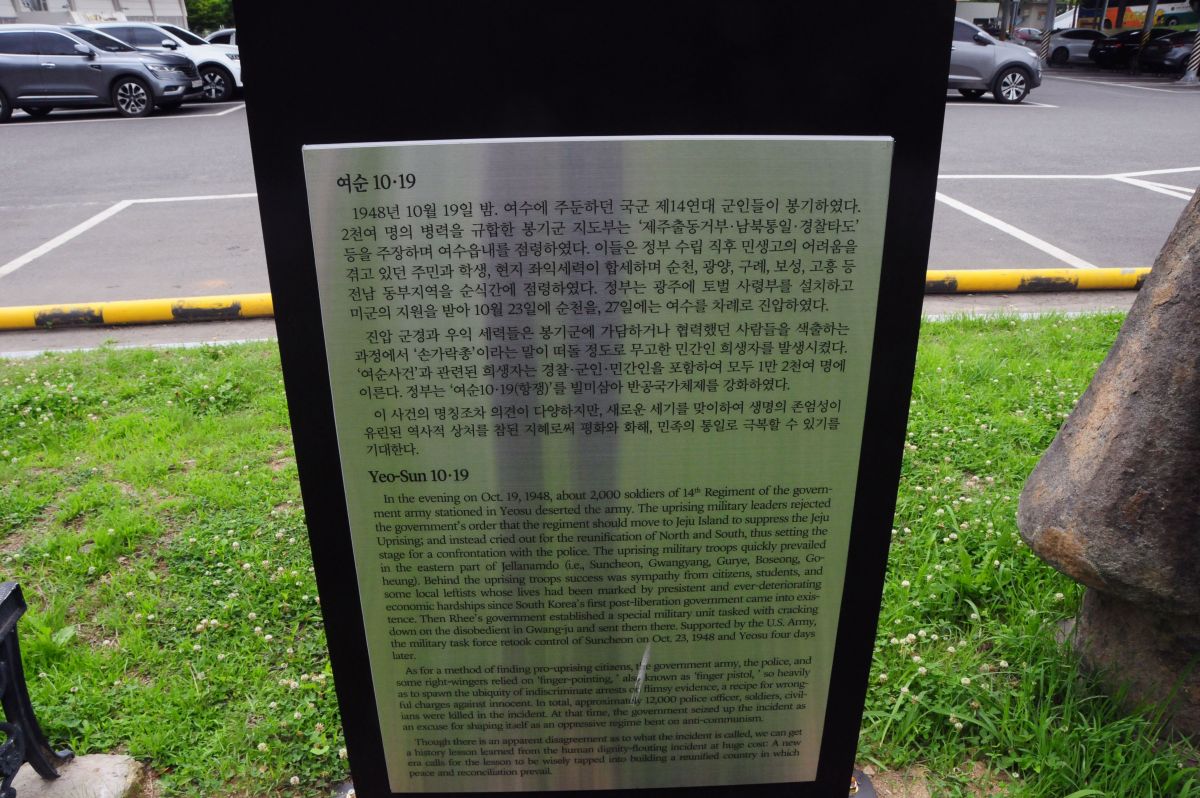 여순 10·19
1948년 10월 19일 밤. 여수에 주둔하던 국군 제14연대 군인들이 봉기하였다.
2천여 명의 병력을 규합한 봉기군 지도부는 ‘제주출동거부·남북통일·경찰타도’
등을 주장하며 여수읍내를 점령하였다. 이들은 정부 수립 직후 민생고의 어려움을
겪고 있던 주민과 학생, 현지 좌익세력이 합세하며 순천, 광양, 구례, 보성, 고흥 등
전남 동부지역을 순식간에 점령하였다. 정부는 광주에 토벌 사령부를 설치하고
미군의 지원을 받아 10월 23일에 순천을, 27일에는 여수를 차례로 진압하였다.
진압 군경과 우익 세력들은 봉기군에 가담하거나 협력했던 사람들을 색출하는
과정에서 ‘손가락총’이라는 말이 떠돌 정도로 무고한 민간인 희생자를 발생시켰다.
‘여순사건’과 관련된 희생자는 경찰·군인·민간인을 포함하여 모두 1만 2천여 명에
이른다. 정부는 ‘여순10·19(항쟁)’를 빌미삼아 반공국가체제를 강화하였다.
이 사건의 명칭조차 의견이 다양하지만, 새로운 세기를 맞이하여 생명의 존엄성이
유린된 역사적 상처를 참된 지혜로써 평화와 화해, 민족의 통일로 극복할 수 있기를
기대한다.
Yeo-Sun 10·19
In the evening on Oct. 19, 1948, about 2,000 soldiers of 14th Regiment of the govern-
ment army stationed in Yeosu deserted the army. The uprising military leaders rejected
the government's order that the regiment should move to Jeju Island to suppress the Jeju
Uprising; and instead cried out for the reunification of North and South, thus setting the
stage for a confrontation with the police. The uprising military troops quickly prevailed
in the eastern part of Jellanamdo (i.e., Suncheon, Gwangyang, Gurye, Boseong, Go-
heung). Behind the uprising troops success was sympathy from citizens, students, and
some local leftists whose lives had been marked by presistent and ever-deteriorating
economic hardships since South Korea's first post-liberation government came into exis-
tence. Then Rhee's government established a special military unit tasked with cracking
down on the disobedient in Gwang-ju and sent them there. Supported by the U.S. Army,
the military task force retook control of Suncheon on Oct. 23, 1948 and Yeosu four days
later.
As for a method of finding pro-uprising citizens, the government army, the police, and
some right-wingers relied on 'finger-pointing, ' also known as 'finger pistol, ' so heavily
as to spawn the ubiquity of indiscriminate arrests of flimsy evidence, a recipe for wrong-
ful charges against innocent. In total, approximately 12,000 police officer, soldiers, civil-
ians were killed in the incident. At that time, the government seized up the incident as
an excuse for shaping itself as an oppressive regime bent on anti-communism.
Though there is an apparent disagreement as to what the incident is called, we can get
a history lesson learned from the human dignity-flouting incident at huge cost: A new
era calls for the lesson to be wisely tapped into building a reunified country in which
peace and reconciliation prevail.